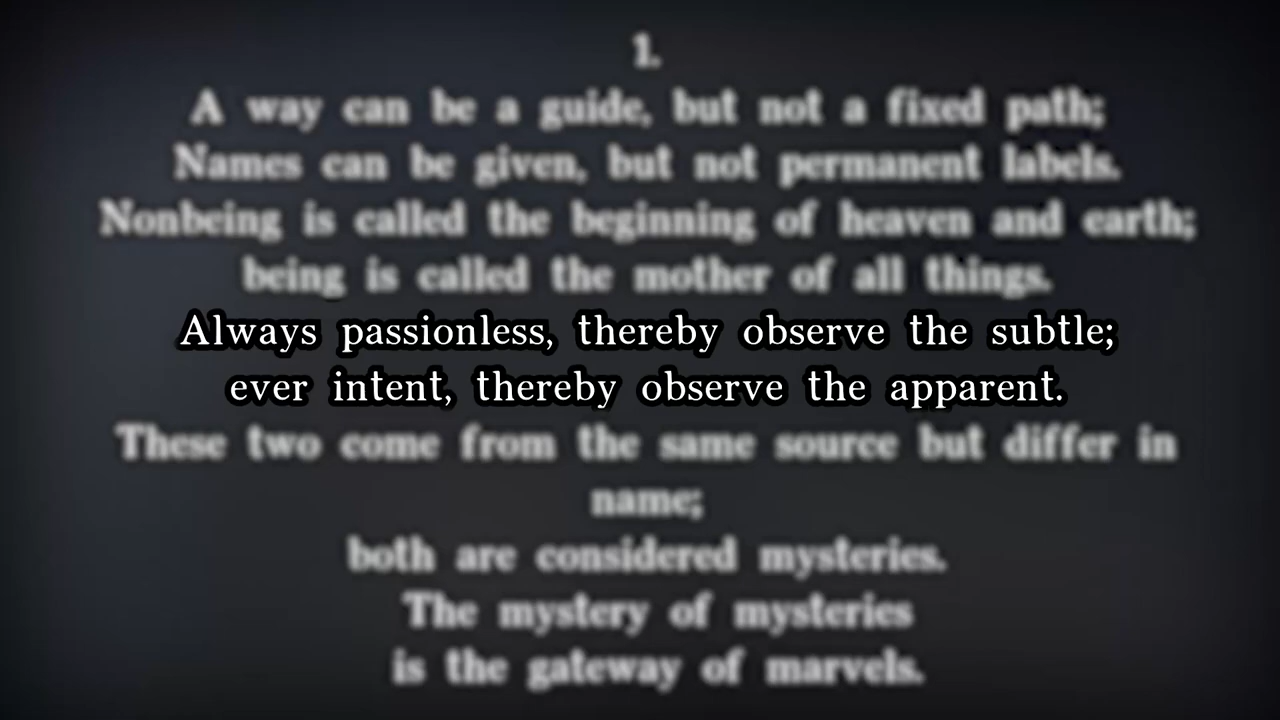 1.
A way can be a guide, but not a fixed path;
Names can be given, but not permanent labels.
Nonbeing is called the beginning of heaven and earth;
being is called the mother of all things.
Always passionless, thereby observe the subtle;
ever intent, thereby observe the apparent.
These two come from the same source but differ in
name;
both are considered mysteries.
The mystery of mysteries
is the gateway of marvels.